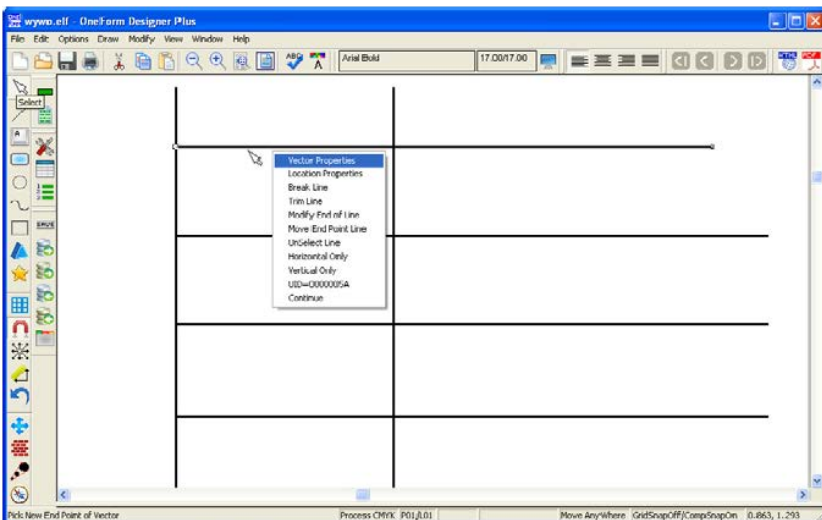 wywo.elf - OneForm Designer Plus
File Edit Options Draw Modify View Window Help
ABC Arial Bold 17.00/17.00 HTML PDF
Select
A
Vector Properties
Location Properties
Break Line
Trim Line
Modify End of Line
Move End Point Line
UnSelect Line
Horizontal Only
Vertical Only
UID=0000005A
Continue
Pick New End Point of Vector Process CMYK P01/L01 Move AnyWhere GridSnapOff/CompSnapOn 0.863, 1.293